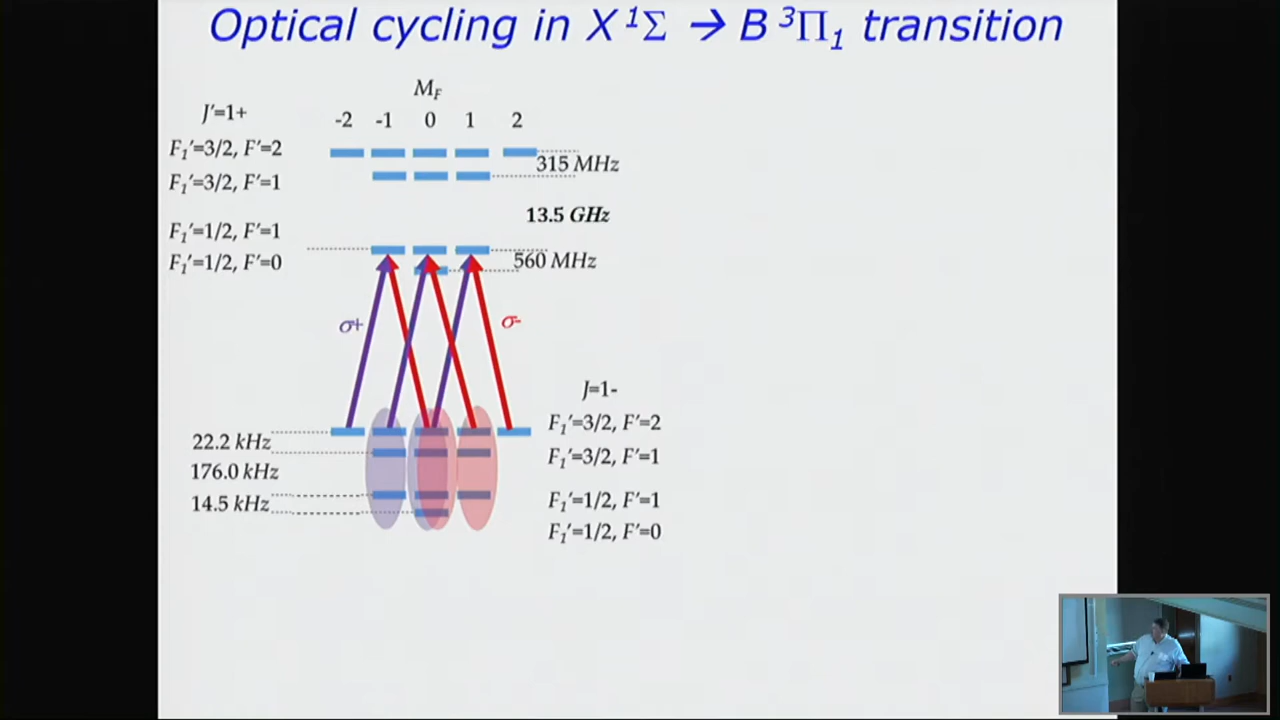 Optical cycling in X ¹Σ → B ³Π₁ transition
M_F
J'=1+
-2 -1 0 1 2
F₁'=3/2, F'=2
315 MHz
F₁'=3/2, F'=1
13.5 GHz
F₁'=1/2, F'=1
F₁'=1/2, F'=0
560 MHz
σ+
σ-
J=1-
F₁'=3/2, F'=2
22.2 kHz
F₁'=3/2, F'=1
176.0 kHz
F₁'=1/2, F'=1
14.5 kHz
F₁'=1/2, F'=0